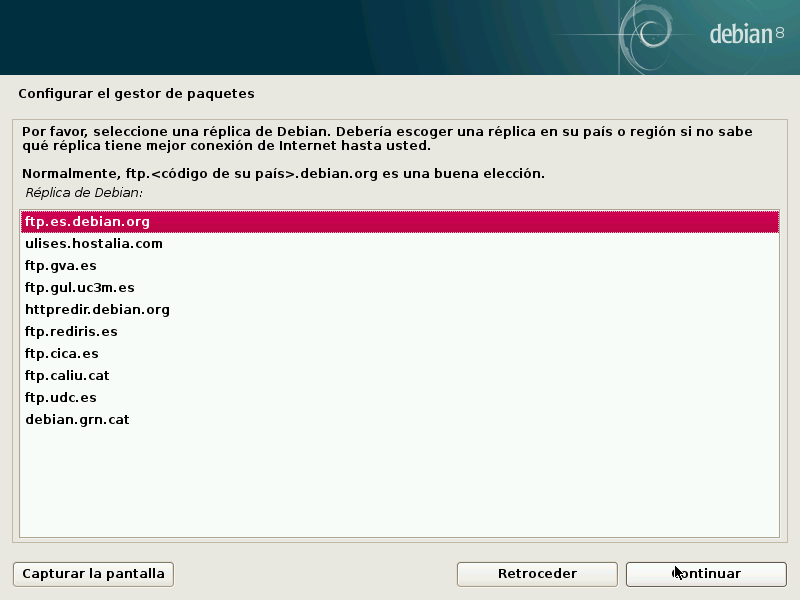 debian 8
Configurar el gestor de paquetes
Por favor, seleccione una réplica de Debian. Debería escoger una réplica en su país o región si no sabe
qué réplica tiene mejor conexión de Internet hasta usted.
Normalmente, ftp.<código de su país>.debian.org es una buena elección.
Réplica de Debian:
ftp.es.debian.org
ulises.hostalia.com
ftp.gva.es
ftp.gul.uc3m.es
httpredir.debian.org
ftp.rediris.es
ftp.cica.es
ftp.caliu.cat
ftp.udc.es
debian.grn.cat
Capturar la pantalla
Retroceder
Continuar